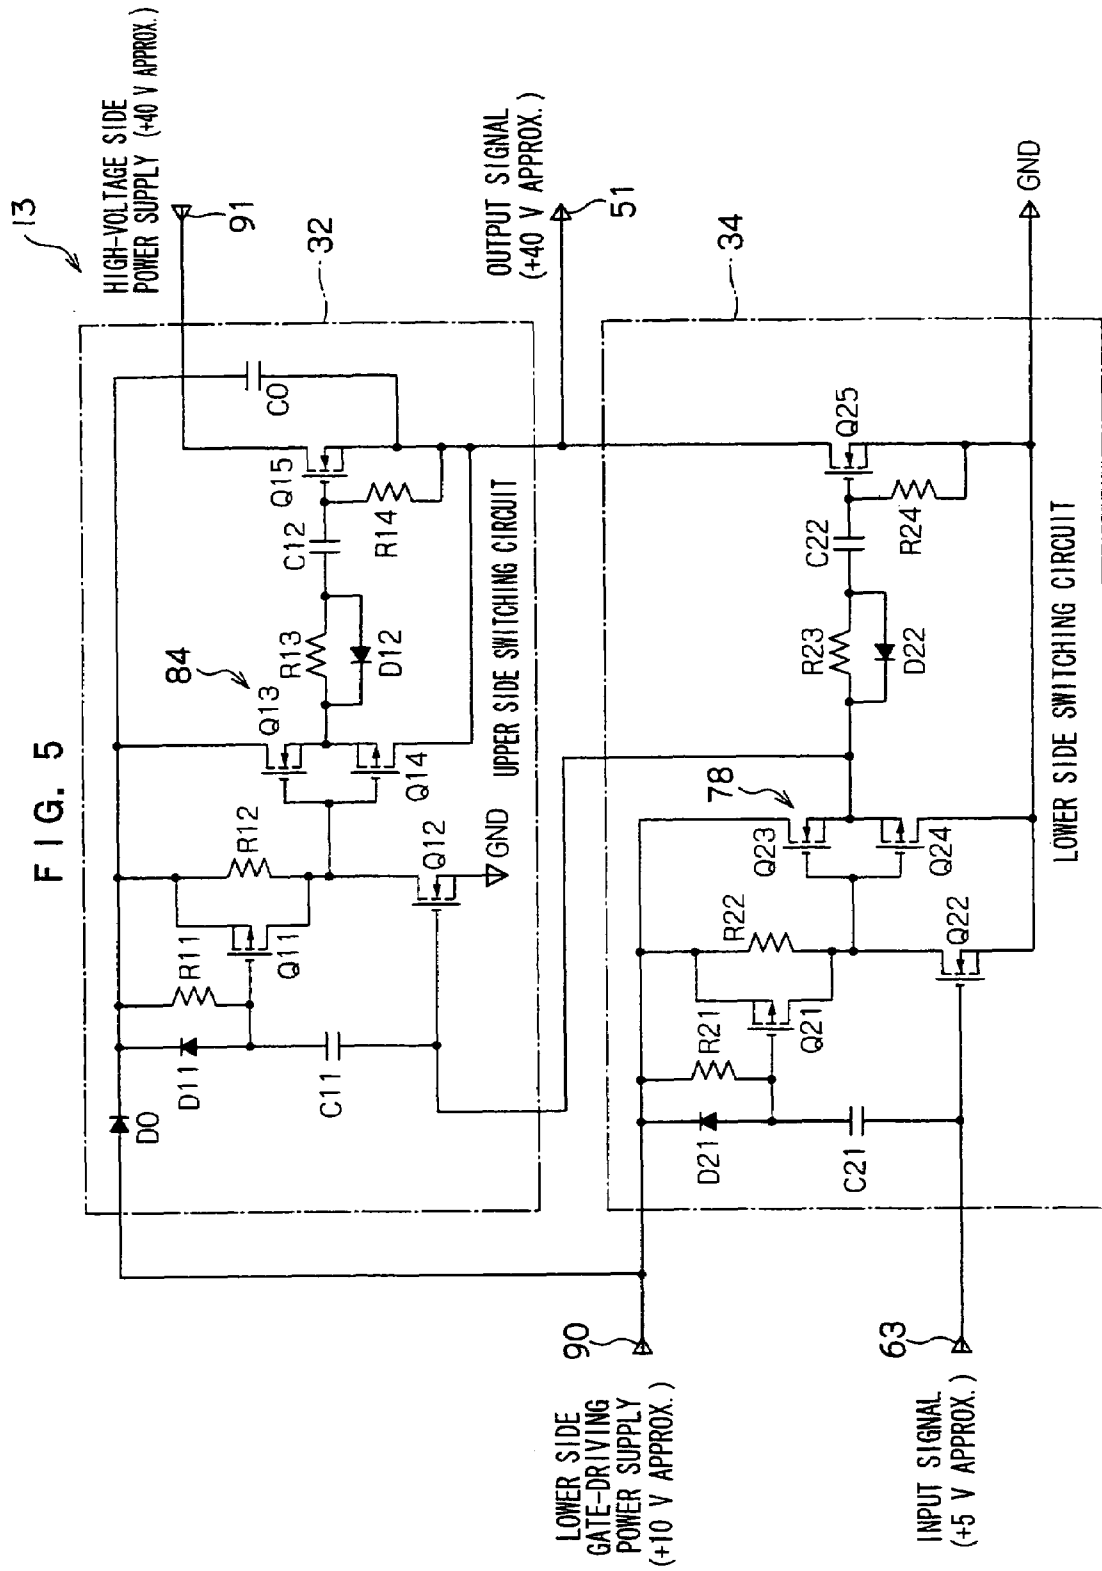 FIG. 5
13
HIGH-VOLTAGE SIDE
POWER SUPPLY (+40 V APPROX.)
91
32
D0
D11
R11
Q11
C11
R12
Q12
GND
84
Q13
Q14
R13
D12
C12
Q15
R14
C0
UPPER SIDE SWITCHING CIRCUIT
OUTPUT SIGNAL
(+40 V APPROX.)
51
34
LOWER SIDE
GATE-DRIVING
POWER SUPPLY
(+10 V APPROX.)
90
INPUT SIGNAL
(+5 V APPROX.)
63
D21
R21
Q21
C21
R22
Q22
78
Q23
Q24
R23
D22
C22
Q25
R24
GND
LOWER SIDE SWITCHING CIRCUIT